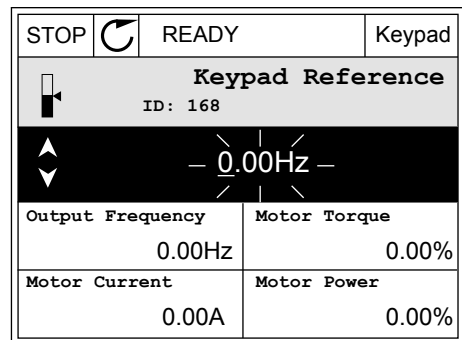 STOP READY Keypad
Keypad Reference
ID: 168
0.00Hz
Output Frequency Motor Torque
0.00Hz 0.00%
Motor Current Motor Power
0.00A 0.00%